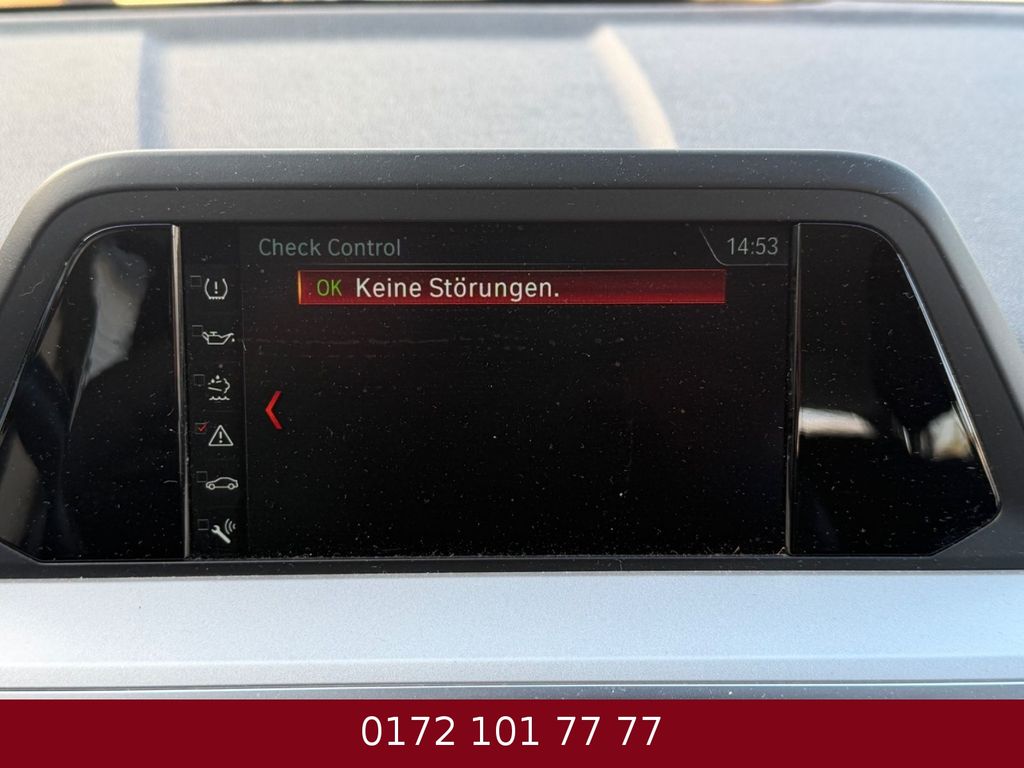 Check Control
14:53
OK Keine Störungen.
0172 101 77 77